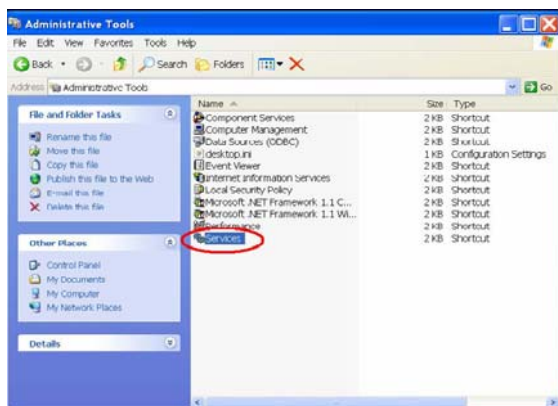 Administrative Tools
File Edit View Favorites Tools Help
Back Search Folders
Address Administrative Tools Go
Name Size Type
File and Folder Tasks
Rename this file
Move this file
Copy this file
Publish this file to the Web
E-mail this file
Delete this file
Other Places
Control Panel
My Documents
My Computer
My Network Places
Details
Component Services 2 KB Shortcut
Computer Management 2 KB Shortcut
Data Sources (ODBC) 2 KB Shortcut
desktop.ini 1 KB Configuration Settings
Event Viewer 2 KB Shortcut
Internet Information Services 2 KB Shortcut
Local Security Policy 2 KB Shortcut
Microsoft .NET Framework 1.1 C... 2 KB Shortcut
Microsoft .NET Framework 1.1 Wi... 2 KB Shortcut
Performance 2 KB Shortcut
Services 2 KB Shortcut